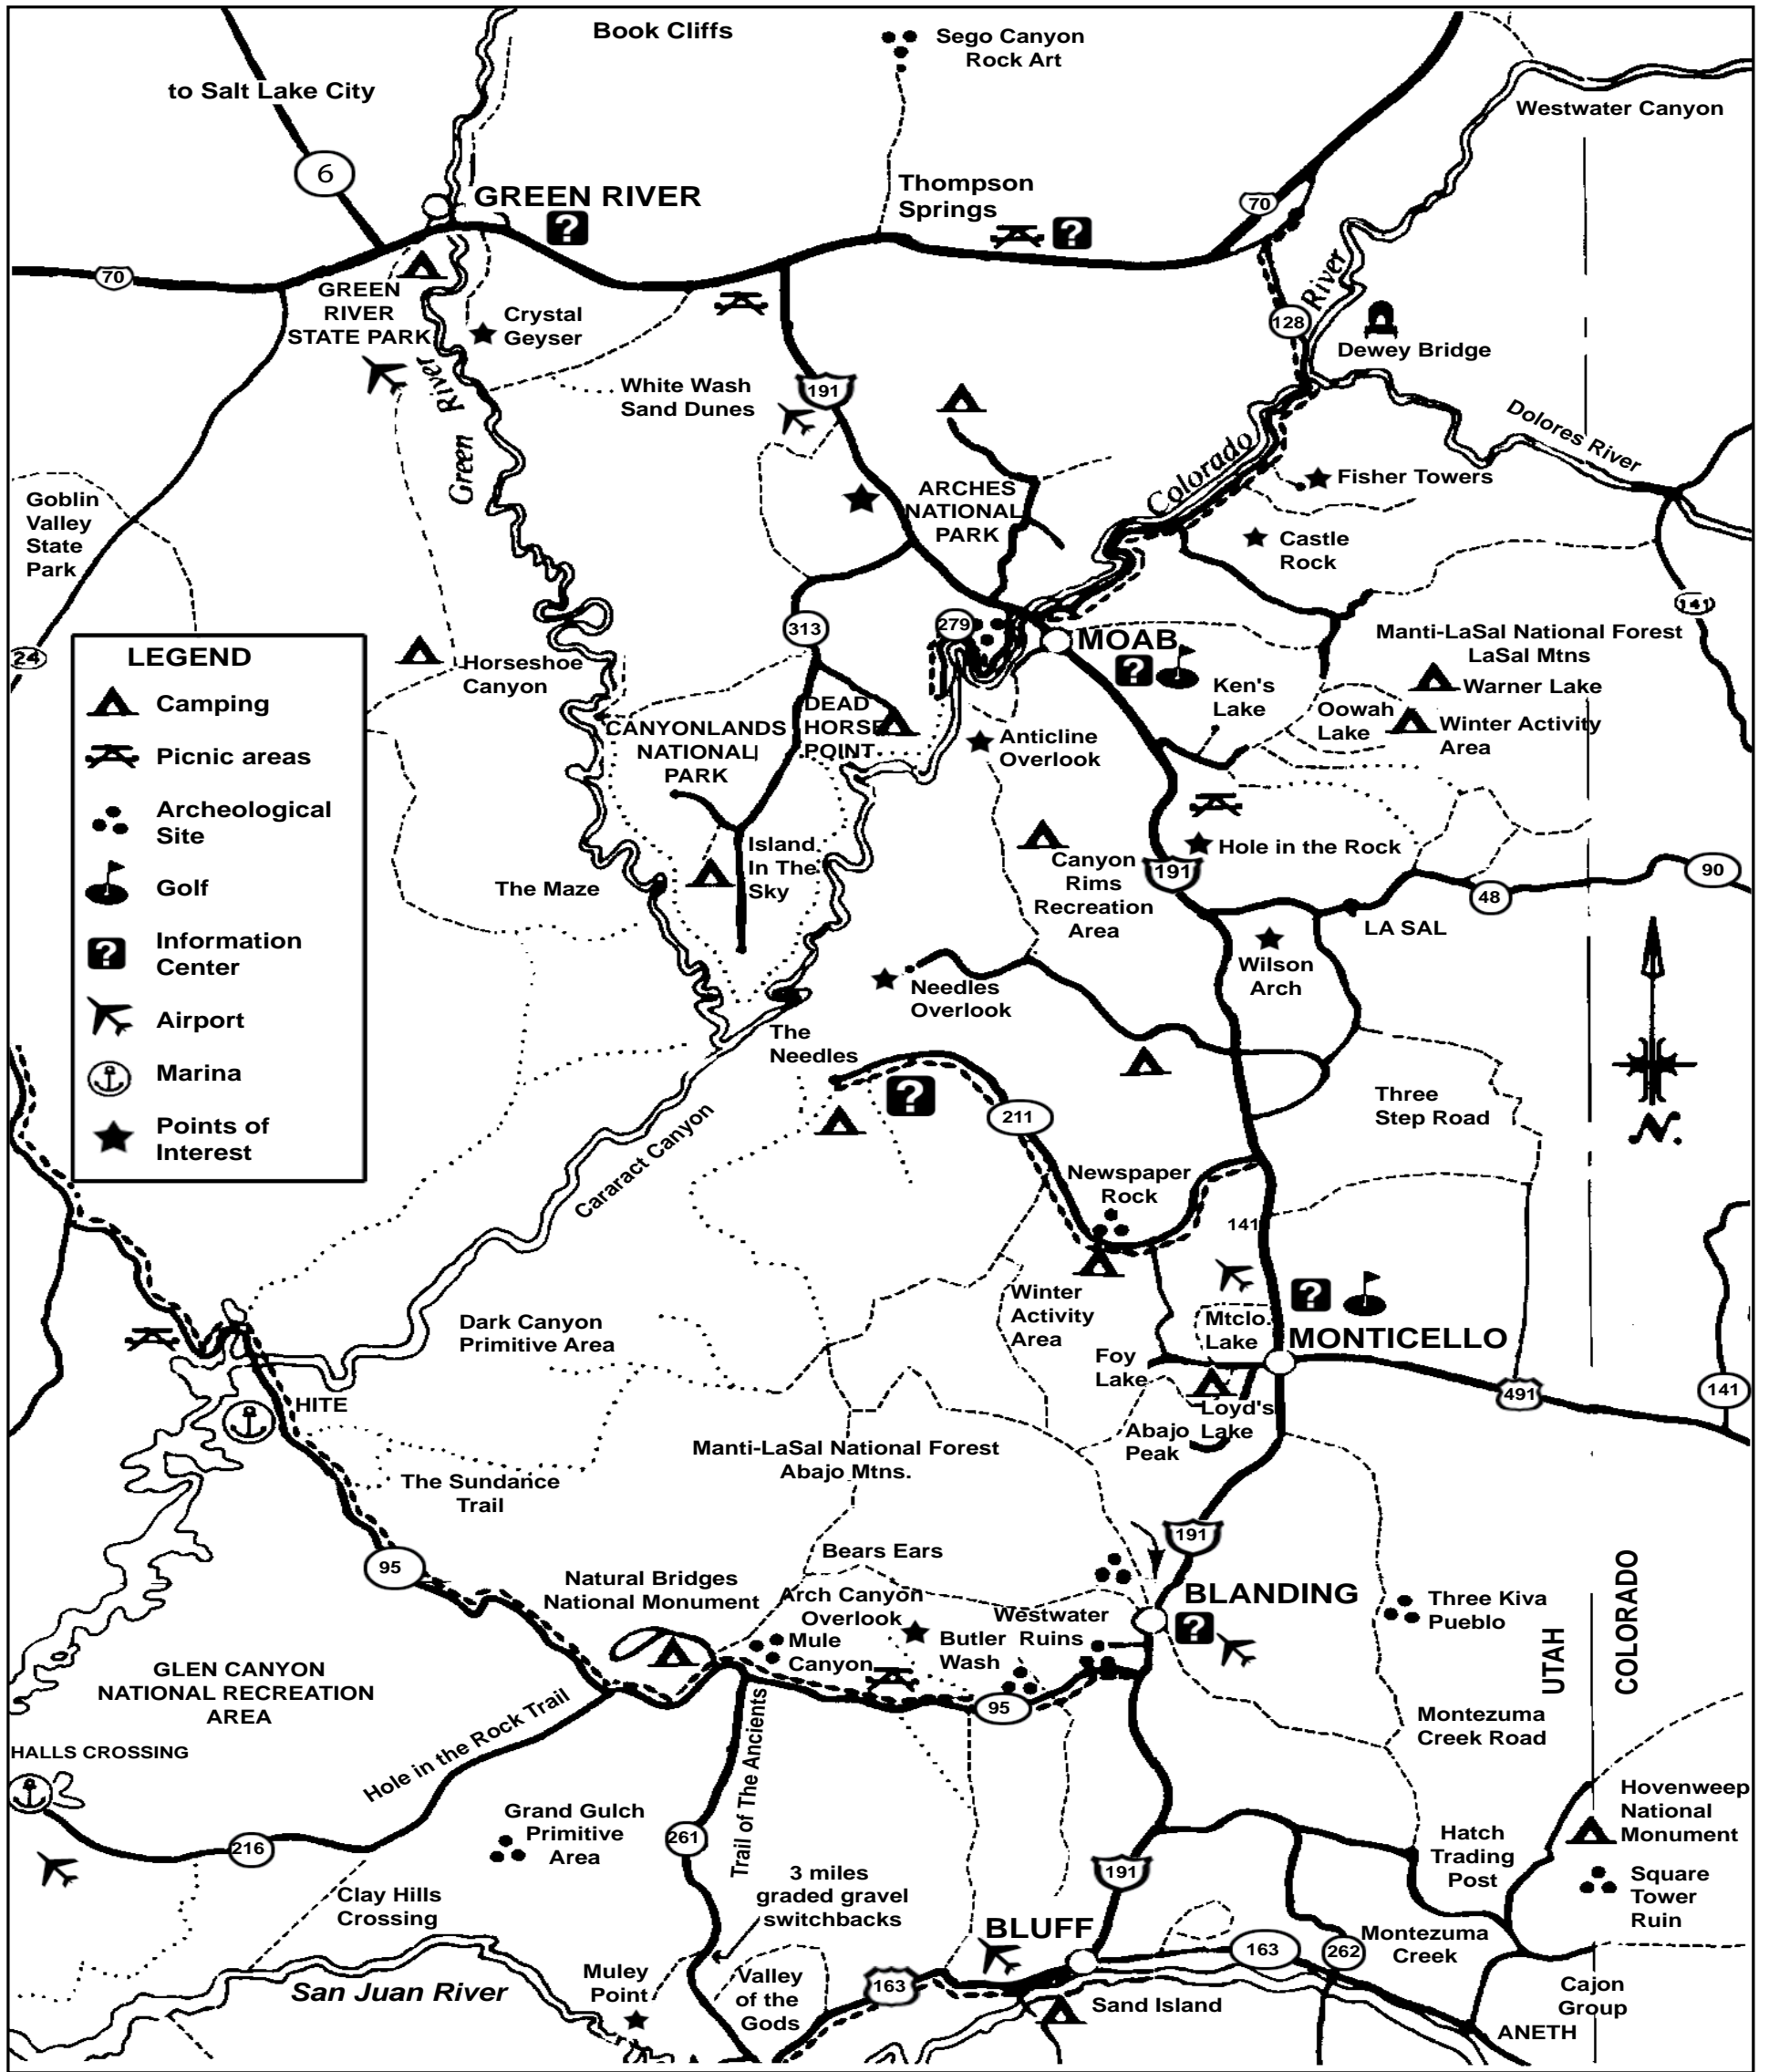 Book Cliffs
Sego Canyon
Rock Art
to Salt Lake City
Westwater Canyon
6
GREEN RIVER
?
Thompson
Springs
?
70
70
GREEN
RIVER
STATE PARK
Crystal
Geyser
128
River
Dewey Bridge
White Wash
Sand Dunes
191
Green River
Dolores River
Colorado
Fisher Towers
Goblin
Valley
State
Park
ARCHES
NATIONAL
PARK
Castle
Rock
141
24
313
279
MOAB
?
Manti-LaSal National Forest
LaSal Mtns
Warner Lake
Horseshoe
Canyon
Ken's
Lake
Oowah
Lake
Winter Activity
Area
CANYONLANDS
NATIONAL
PARK
DEAD
HORSE
POINT
Anticline
Overlook
LEGEND
Camping
Picnic areas
Archeological
Site
Golf
?
Information
Center
Airport
Marina
Points of
Interest
Island
In The
Sky
The Maze
Canyon
Rims
Recreation
Area
Hole in the Rock
191
90
48
LA SAL
Wilson
Arch
Needles
Overlook
The
Needles
?
211
Three
Step Road
N.
Cararact Canyon
Newspaper
Rock
141
Winter
Activity
Area
?
Mtclo.
Lake
MONTICELLO
Foy
Lake
491
141
Loyd's
Lake
Abajo
Peak
Dark Canyon
Primitive Area
HITE
Manti-LaSal National Forest
Abajo Mtns.
The Sundance
Trail
95
191
Bears Ears
Natural Bridges
National Monument
Arch Canyon
Overlook
Mule
Canyon
Butler
Wash
Westwater
Ruins
BLANDING
?
Three Kiva
Pueblo
UTAH
COLORADO
95
GLEN CANYON
NATIONAL RECREATION
AREA
Montezuma
Creek Road
HALLS CROSSING
Hole in the Rock Trail
Trail of The Ancients
Hovenweep
National
Monument
Grand Gulch
Primitive
Area
261
216
Hatch
Trading
Post
191
3 miles
graded gravel
switchbacks
Square
Tower
Ruin
Clay Hills
Crossing
BLUFF
163
262
Montezuma
Creek
San Juan River
Muley
Point
Valley
of the
Gods
163
Sand Island
Cajon
Group
ANETH